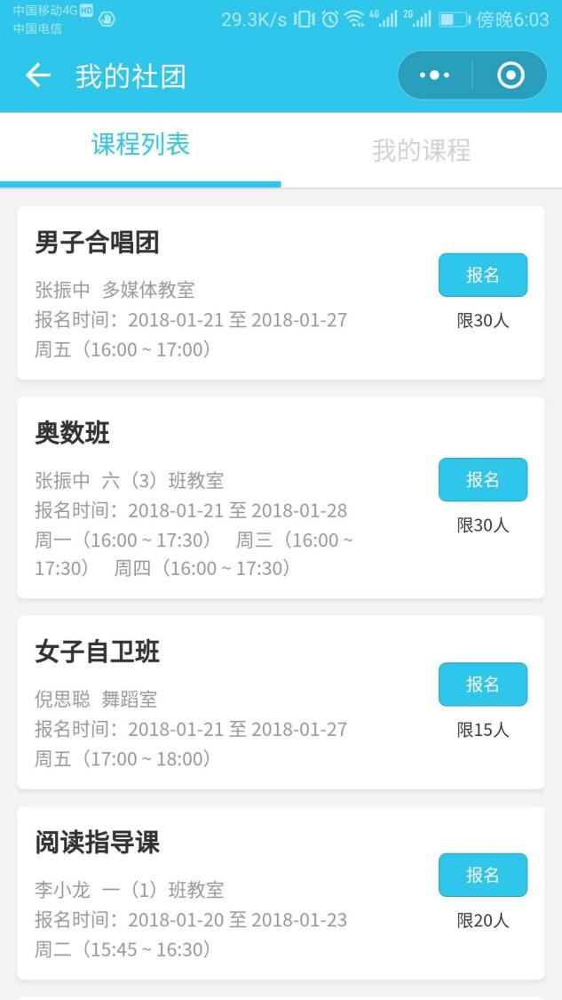 中国移动4G HD
中国电信
29.3K/s 4G 2G 傍晚6:03
我的社团
课程列表 我的课程
男子合唱团
张振中 多媒体教室
报名时间：2018-01-21 至 2018-01-27
周五（16:00 ~ 17:00）
报名
限30人
奥数班
张振中 六（3）班教室
报名时间：2018-01-21 至 2018-01-28
周一（16:00 ~ 17:30） 周三（16:00 ~
17:30） 周四（16:00 ~ 17:30）
报名
限30人
女子自卫班
倪思聪 舞蹈室
报名时间：2018-01-21 至 2018-01-27
周五（17:00 ~ 18:00）
报名
限15人
阅读指导课
李小龙 一（1）班教室
报名时间：2018-01-20 至 2018-01-23
周二（15:45 ~ 16:30）
报名
限20人